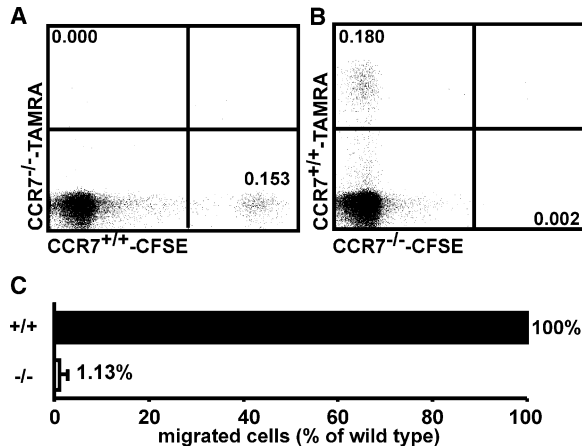 A
0.000
CCR7-/--TAMRA
0.153
CCR7+/+-CFSE
B
0.180
CCR7+/+-TAMRA
0.002
CCR7-/--CFSE
C
+/+
100%
-/-
1.13%
0 20 40 60 80 100
migrated cells (% of wild type)